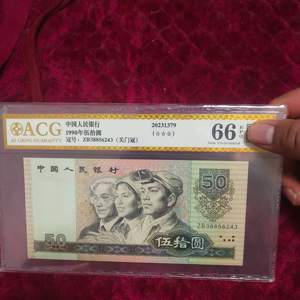 ACG
中国人民银行
1990年伍拾圆
冠号: ZB38856243 (关门冠)
20231379
(☆☆☆)
66 EPQ
中国人民银行
50
ZB38856243
50
伍拾圆